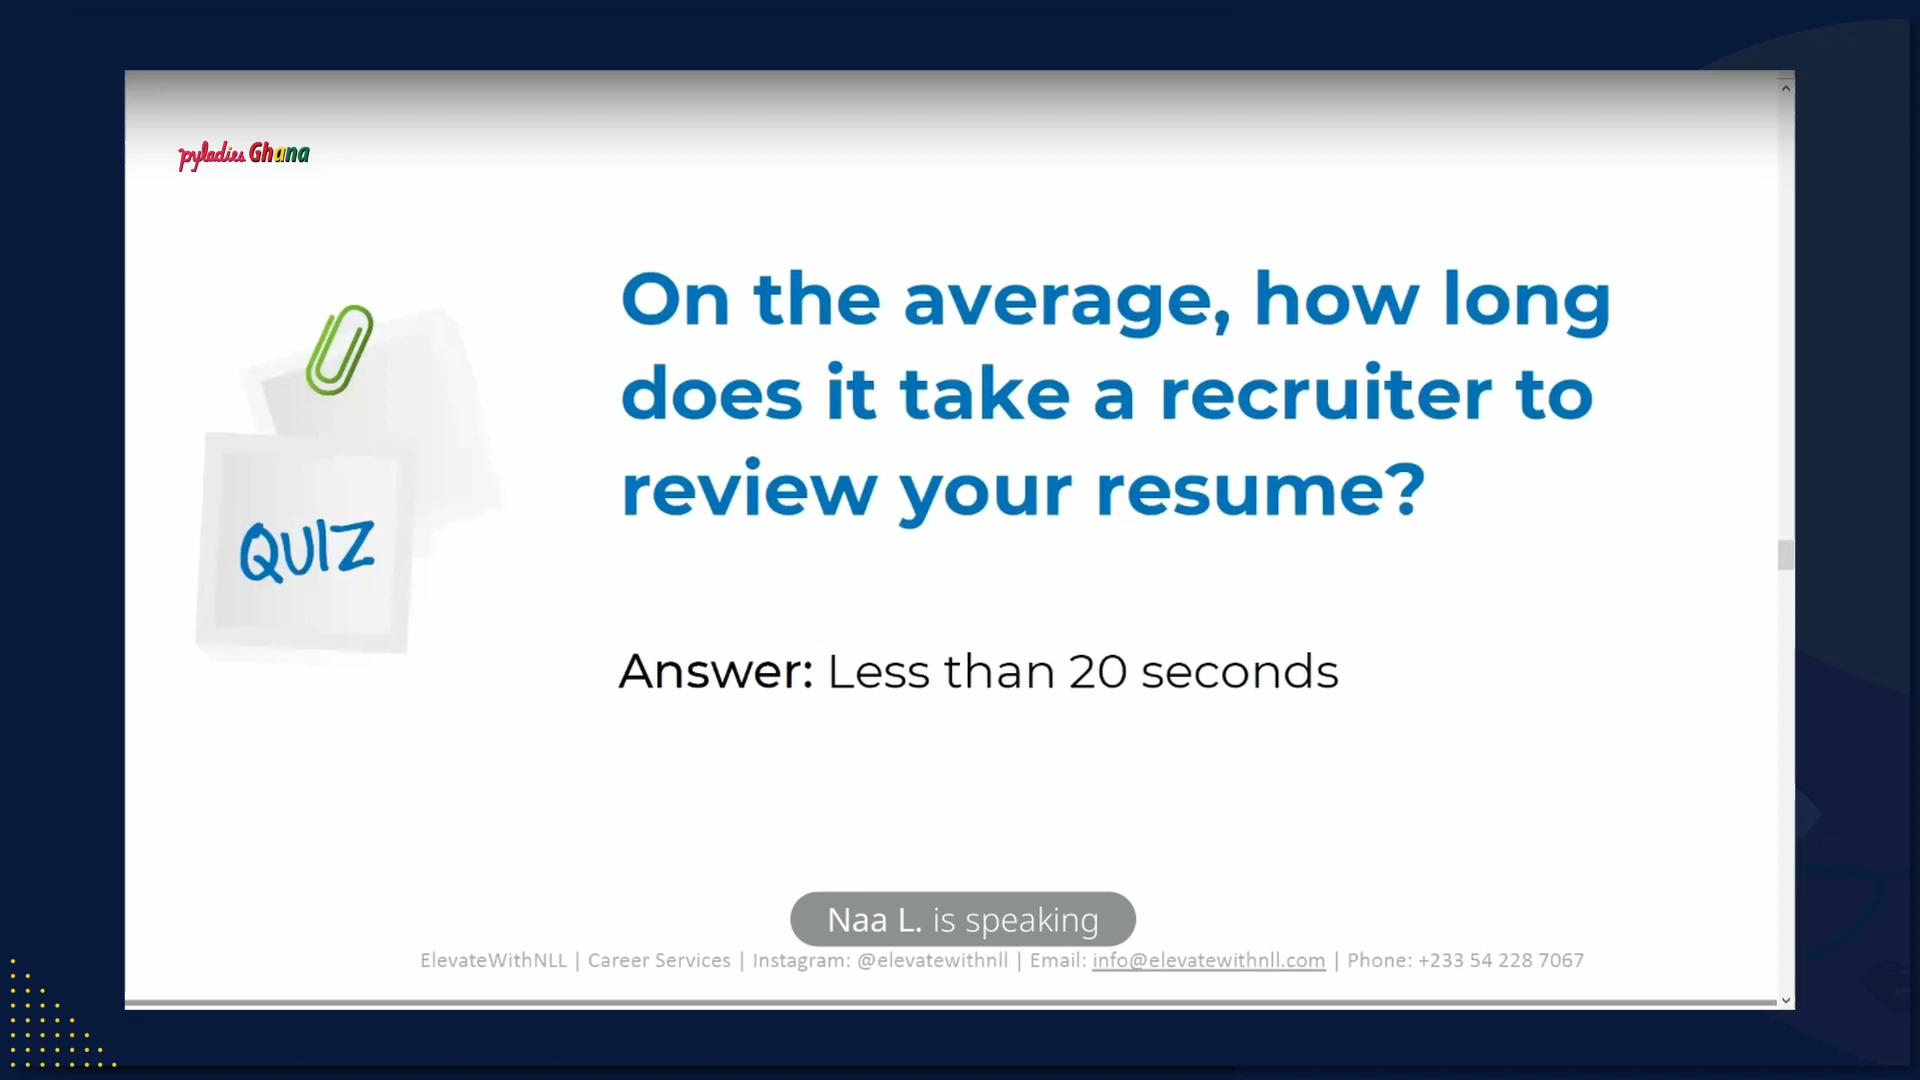 pyladies Ghana
On the average, how long
does it take a recruiter to
review your resume?
QUIZ
Answer: Less than 20 seconds
Naa L. is speaking
ElevateWithNLL | Career Services | Instagram: @elevatewithnll | Email: info@elevatewithnll.com | Phone: +233 54 228 7067